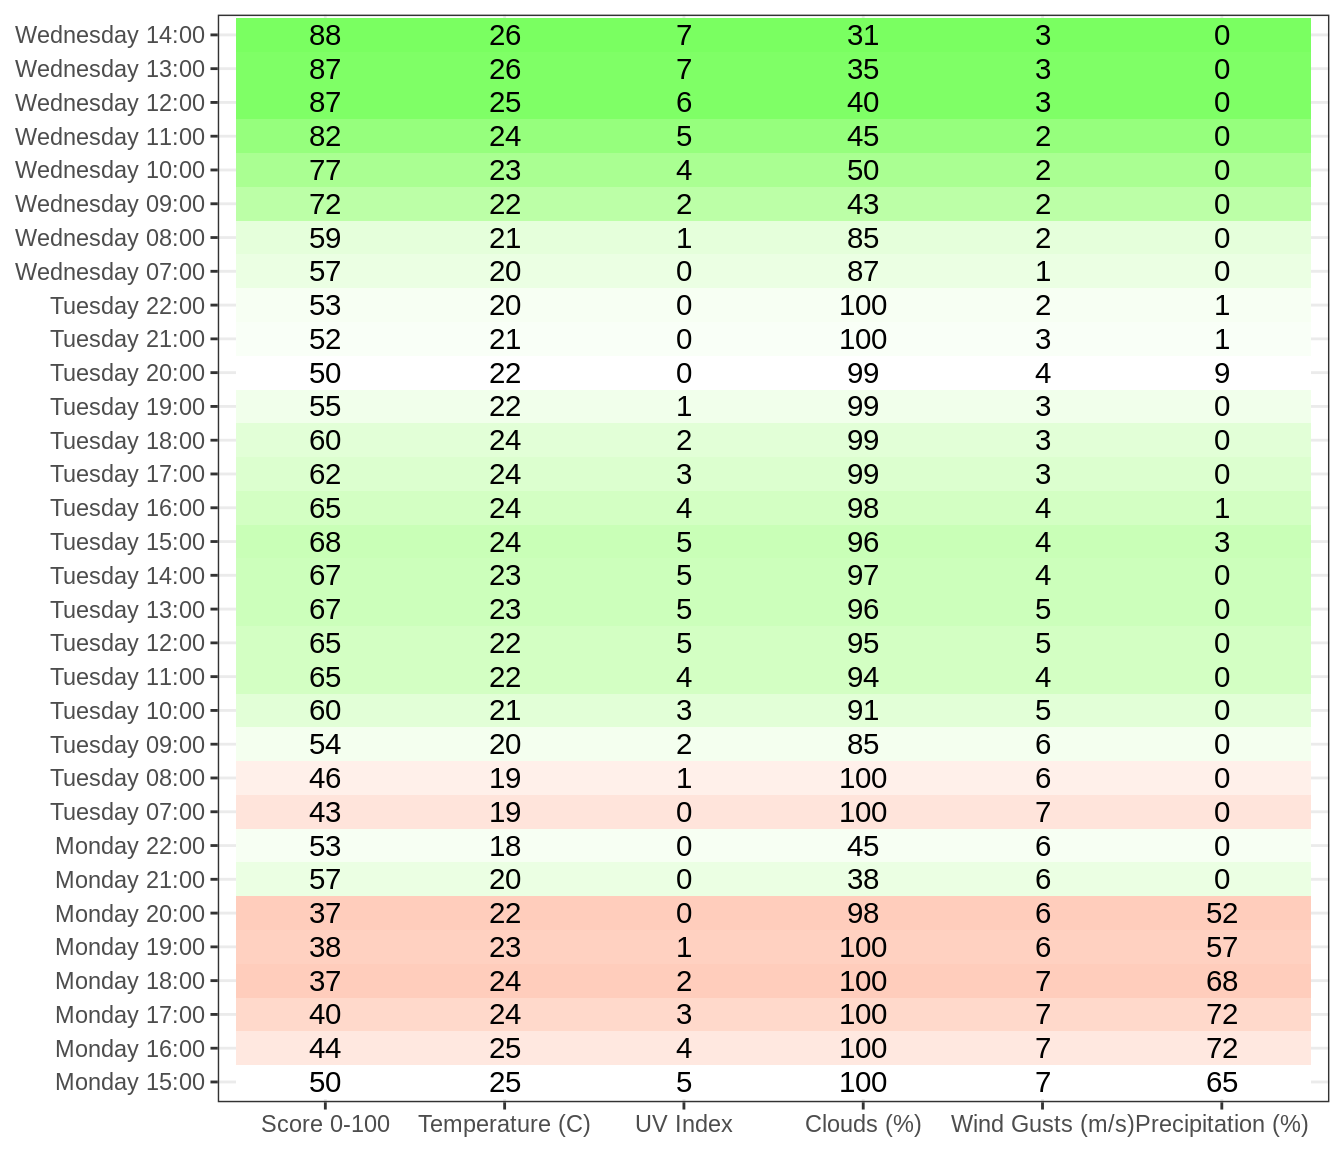 Wednesday 14:00 88 26 7 31 3 0
Wednesday 13:00 87 26 7 35 3 0
Wednesday 12:00 87 25 6 40 3 0
Wednesday 11:00 82 24 5 45 2 0
Wednesday 10:00 77 23 4 50 2 0
Wednesday 09:00 72 22 2 43 2 0
Wednesday 08:00 59 21 1 85 2 0
Wednesday 07:00 57 20 0 87 1 0
Tuesday 22:00 53 20 0 100 2 1
Tuesday 21:00 52 21 0 100 3 1
Tuesday 20:00 50 22 0 99 4 9
Tuesday 19:00 55 22 1 99 3 0
Tuesday 18:00 60 24 2 99 3 0
Tuesday 17:00 62 24 3 99 3 0
Tuesday 16:00 65 24 4 98 4 1
Tuesday 15:00 68 24 5 96 4 3
Tuesday 14:00 67 23 5 97 4 0
Tuesday 13:00 67 23 5 96 5 0
Tuesday 12:00 65 22 5 95 5 0
Tuesday 11:00 65 22 4 94 4 0
Tuesday 10:00 60 21 3 91 5 0
Tuesday 09:00 54 20 2 85 6 0
Tuesday 08:00 46 19 1 100 6 0
Tuesday 07:00 43 19 0 100 7 0
Monday 22:00 53 18 0 45 6 0
Monday 21:00 57 20 0 38 6 0
Monday 20:00 37 22 0 98 6 52
Monday 19:00 38 23 1 100 6 57
Monday 18:00 37 24 2 100 7 68
Monday 17:00 40 24 3 100 7 72
Monday 16:00 44 25 4 100 7 72
Monday 15:00 50 25 5 100 7 65
Score 0-100 Temperature (C) UV Index Clouds (%) Wind Gusts (m/s) Precipitation (%)